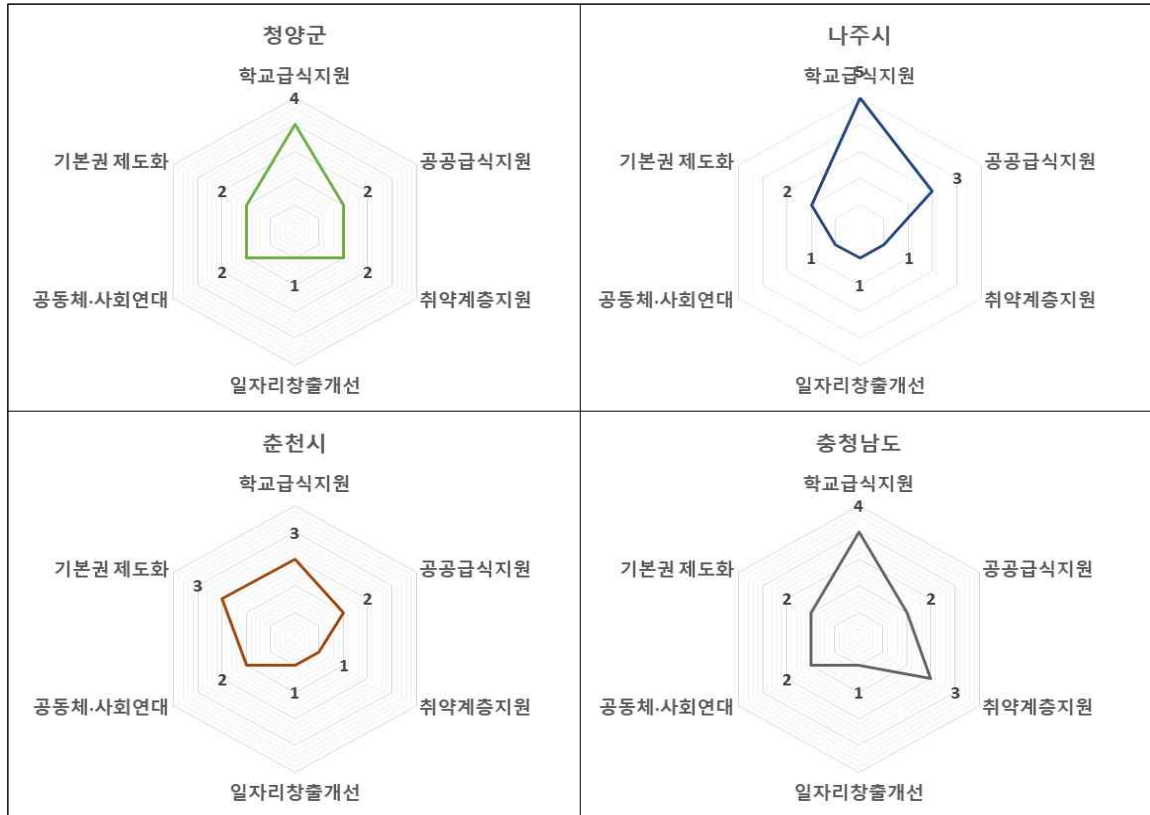 청양군
학교급식지원
4
기본권 제도화
공공급식지원
2
2
2
2
공동체·사회연대
취약계층지원
1
일자리창출개선
나주시
학교급식지원
5
기본권 제도화
공공급식지원
2
3
1
1
공동체·사회연대
취약계층지원
1
일자리창출개선
춘천시
학교급식지원
3
기본권 제도화
공공급식지원
3
2
2
1
공동체·사회연대
취약계층지원
1
일자리창출개선
충청남도
학교급식지원
4
기본권 제도화
공공급식지원
2
2
2
3
공동체·사회연대
취약계층지원
1
일자리창출개선